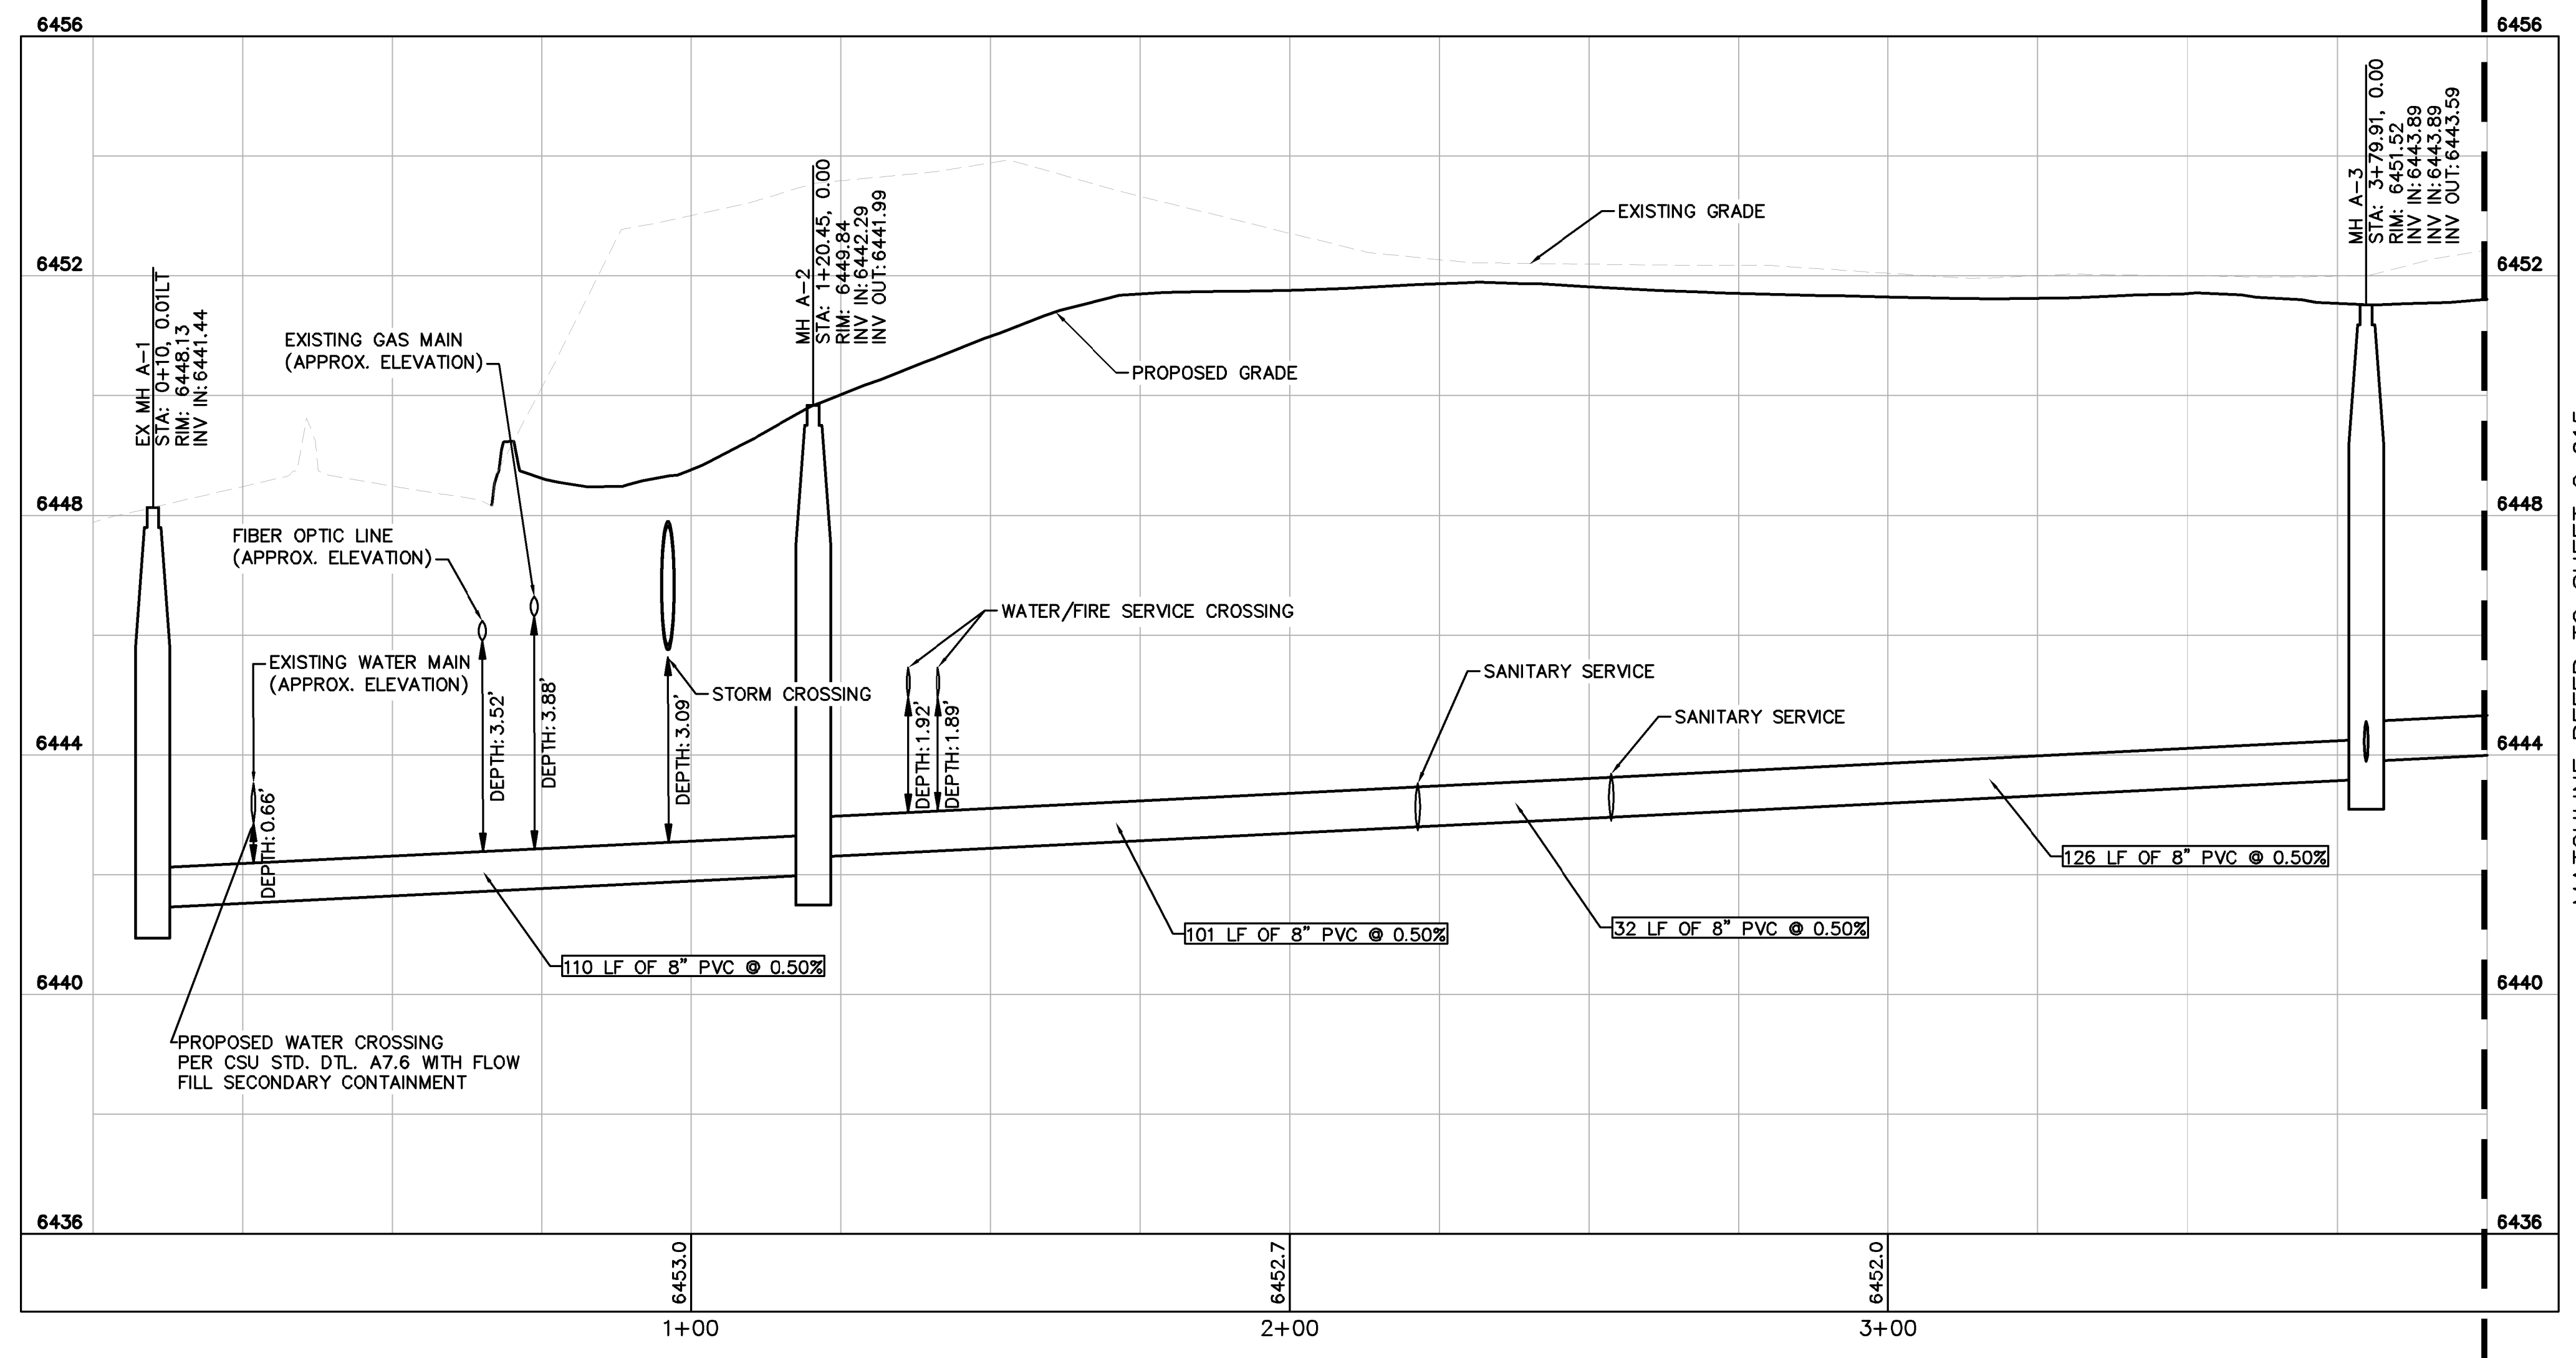 6456
6456
6452
6452
6448
6448
6444
6444
6440
6440
6436
6436
EX MH A-1
STA: 0+10, 0.01LT
RIM: 6448.13
INV IN:6441.44
EXISTING GAS MAIN
(APPROX. ELEVATION)
FIBER OPTIC LINE
(APPROX. ELEVATION)
EXISTING WATER MAIN
(APPROX. ELEVATION)
DEPTH:0.66'
DEPTH:3.52'
DEPTH:3.88'
DEPTH:3.09'
STORM CROSSING
MH A-2
STA: 1+20.45, 0.00
RIM: 6449.84
INV IN:6442.29
INV OUT:6441.99
WATER/FIRE SERVICE CROSSING
DEPTH:1.92'
DEPTH:1.89'
PROPOSED GRADE
EXISTING GRADE
SANITARY SERVICE
SANITARY SERVICE
MH A-3
STA: 3+79.91, 0.00
RIM: 6451.52
INV IN:6443.89
INV IN:6443.89
INV OUT:6443.59
110 LF OF 8" PVC @ 0.50%
101 LF OF 8" PVC @ 0.50%
32 LF OF 8" PVC @ 0.50%
126 LF OF 8" PVC @ 0.50%
PROPOSED WATER CROSSING
PER CSU STD. DTL. A7.6 WITH FLOW
FILL SECONDARY CONTAINMENT
6453.0
6452.7
6452.0
1+00
2+00
3+00